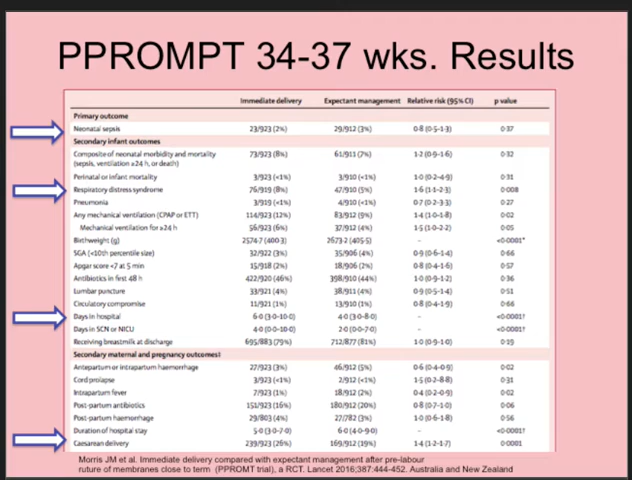 PPROMPT 34-37 wks. Results
Immediate delivery Expectant management Relative risk (95% CI) p value
Primary outcome
Neonatal sepsis 23/923 (2%) 29/912 (3%) 0·8 (0·5-1·3) 0·37
Secondary infant outcomes
Composite of neonatal morbidity and mortality 73/923 (8%) 61/911 (7%) 1·2 (0·9-1·6) 0·32
(sepsis, ventilation ≥24 h, or death)
Perinatal or infant mortality 3/923 (<1%) 3/910 (<1%) 1·0 (0·2-4·9) 0·31
Respiratory distress syndrome 76/919 (8%) 47/910 (5%) 1·6 (1·1-2·3) 0·008
Pneumonia 3/919 (<1%) 4/910 (<1%) 0·7 (0·2-3·3) 0·27
Any mechanical ventilation (CPAP or ETT) 114/923 (12%) 83/912 (9%) 1·4 (1·0-1·8) 0·02
Mechanical ventilation for ≥24 h 56/923 (6%) 37/912 (4%) 1·5 (1·0-2·2) 0·05
Birthweight (g) 2574·7 (400·3) 2673·2 (405·5) – <0·0001*
SGA (<10th percentile size) 32/922 (3%) 35/906 (4%) 0·9 (0·6-1·4) 0·66
Apgar score <7 at 5 min 15/918 (2%) 18/906 (2%) 0·8 (0·4-1·6) 0·57
Antibiotics in first 48 h 422/920 (46%) 398/910 (44%) 1·0 (0·9-1·2) 0·36
Lumbar puncture 33/921 (4%) 38/911 (4%) 0·9 (0·5-1·4) 0·51
Circulatory compromise 11/921 (1%) 13/910 (1%) 0·8 (0·4-1·9) 0·66
Days in hospital 6·0 (3·0-10·0) 4·0 (3·0-8·0) – <0·0001†
Days in SCN or NICU 4·0 (0·0-10·0) 2·0 (0·0-7·0) – <0·0001†
Receiving breastmilk at discharge 695/883 (79%) 712/877 (81%) 1·0 (0·9-1·0) 0·19
Secondary maternal and pregnancy outcomes‡
Antepartum or intrapartum haemorrhage 27/923 (3%) 46/912 (5%) 0·6 (0·4-0·9) 0·02
Cord prolapse 3/923 (<1%) 2/912 (<1%) 1·5 (0·2-8·8) 0·31
Intrapartum fever 7/923 (1%) 18/912 (2%) 0·4 (0·2-0·9) 0·02
Post-partum antibiotics 151/923 (16%) 180/912 (20%) 0·8 (0·7-1·0) 0·06
Post-partum haemorrhage 29/803 (4%) 27/782 (3%) 1·0 (0·6-1·8) 0·56
Duration of hospital stay 5·0 (3·0-7·0) 6·0 (4·0-9·0) – <0·0001†
Caesarean delivery 239/923 (26%) 169/912 (19%) 1·4 (1·2-1·7) 0·0001
Morris JM et al. Immediate delivery compared with expectant management after pre-labour
ruture of membranes close to term (PPROMT trial), a RCT. Lancet 2016;387:444-452. Australia and New Zealand